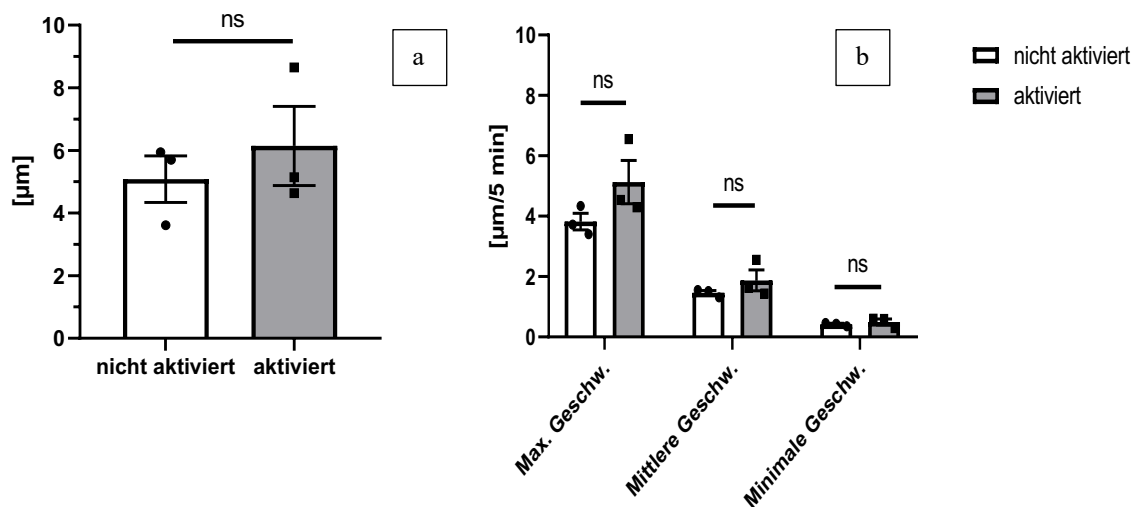 a
ns
[µm]
10
8
6
4
2
0
nicht aktiviert
aktiviert
b
ns
ns
ns
[µm/5 min]
10
8
6
4
2
0
Max. Geschw.
Mittlere Geschw.
Minimale Geschw.
nicht aktiviert
aktiviert